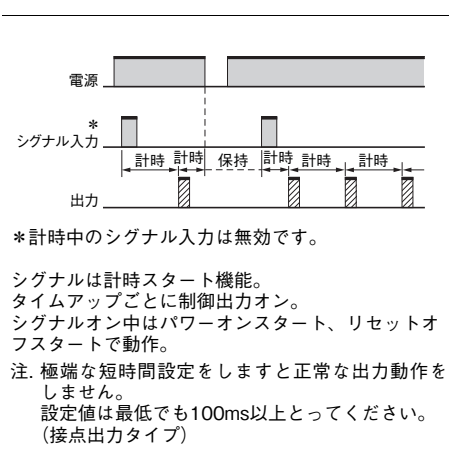 電源
＊
シグナル入力
計時 計時 保持 計時 計時 計時
出力
＊計時中のシグナル入力は無効です。
シグナルは計時スタート機能。
タイムアップごとに制御出力オン。
シグナルオン中はパワーオンスタート、リセットオ
フスタートで動作。
注. 極端な短時間設定をしますと正常な出力動作を
しません。
設定値は最低でも100ms以上とってください。
（接点出力タイプ）